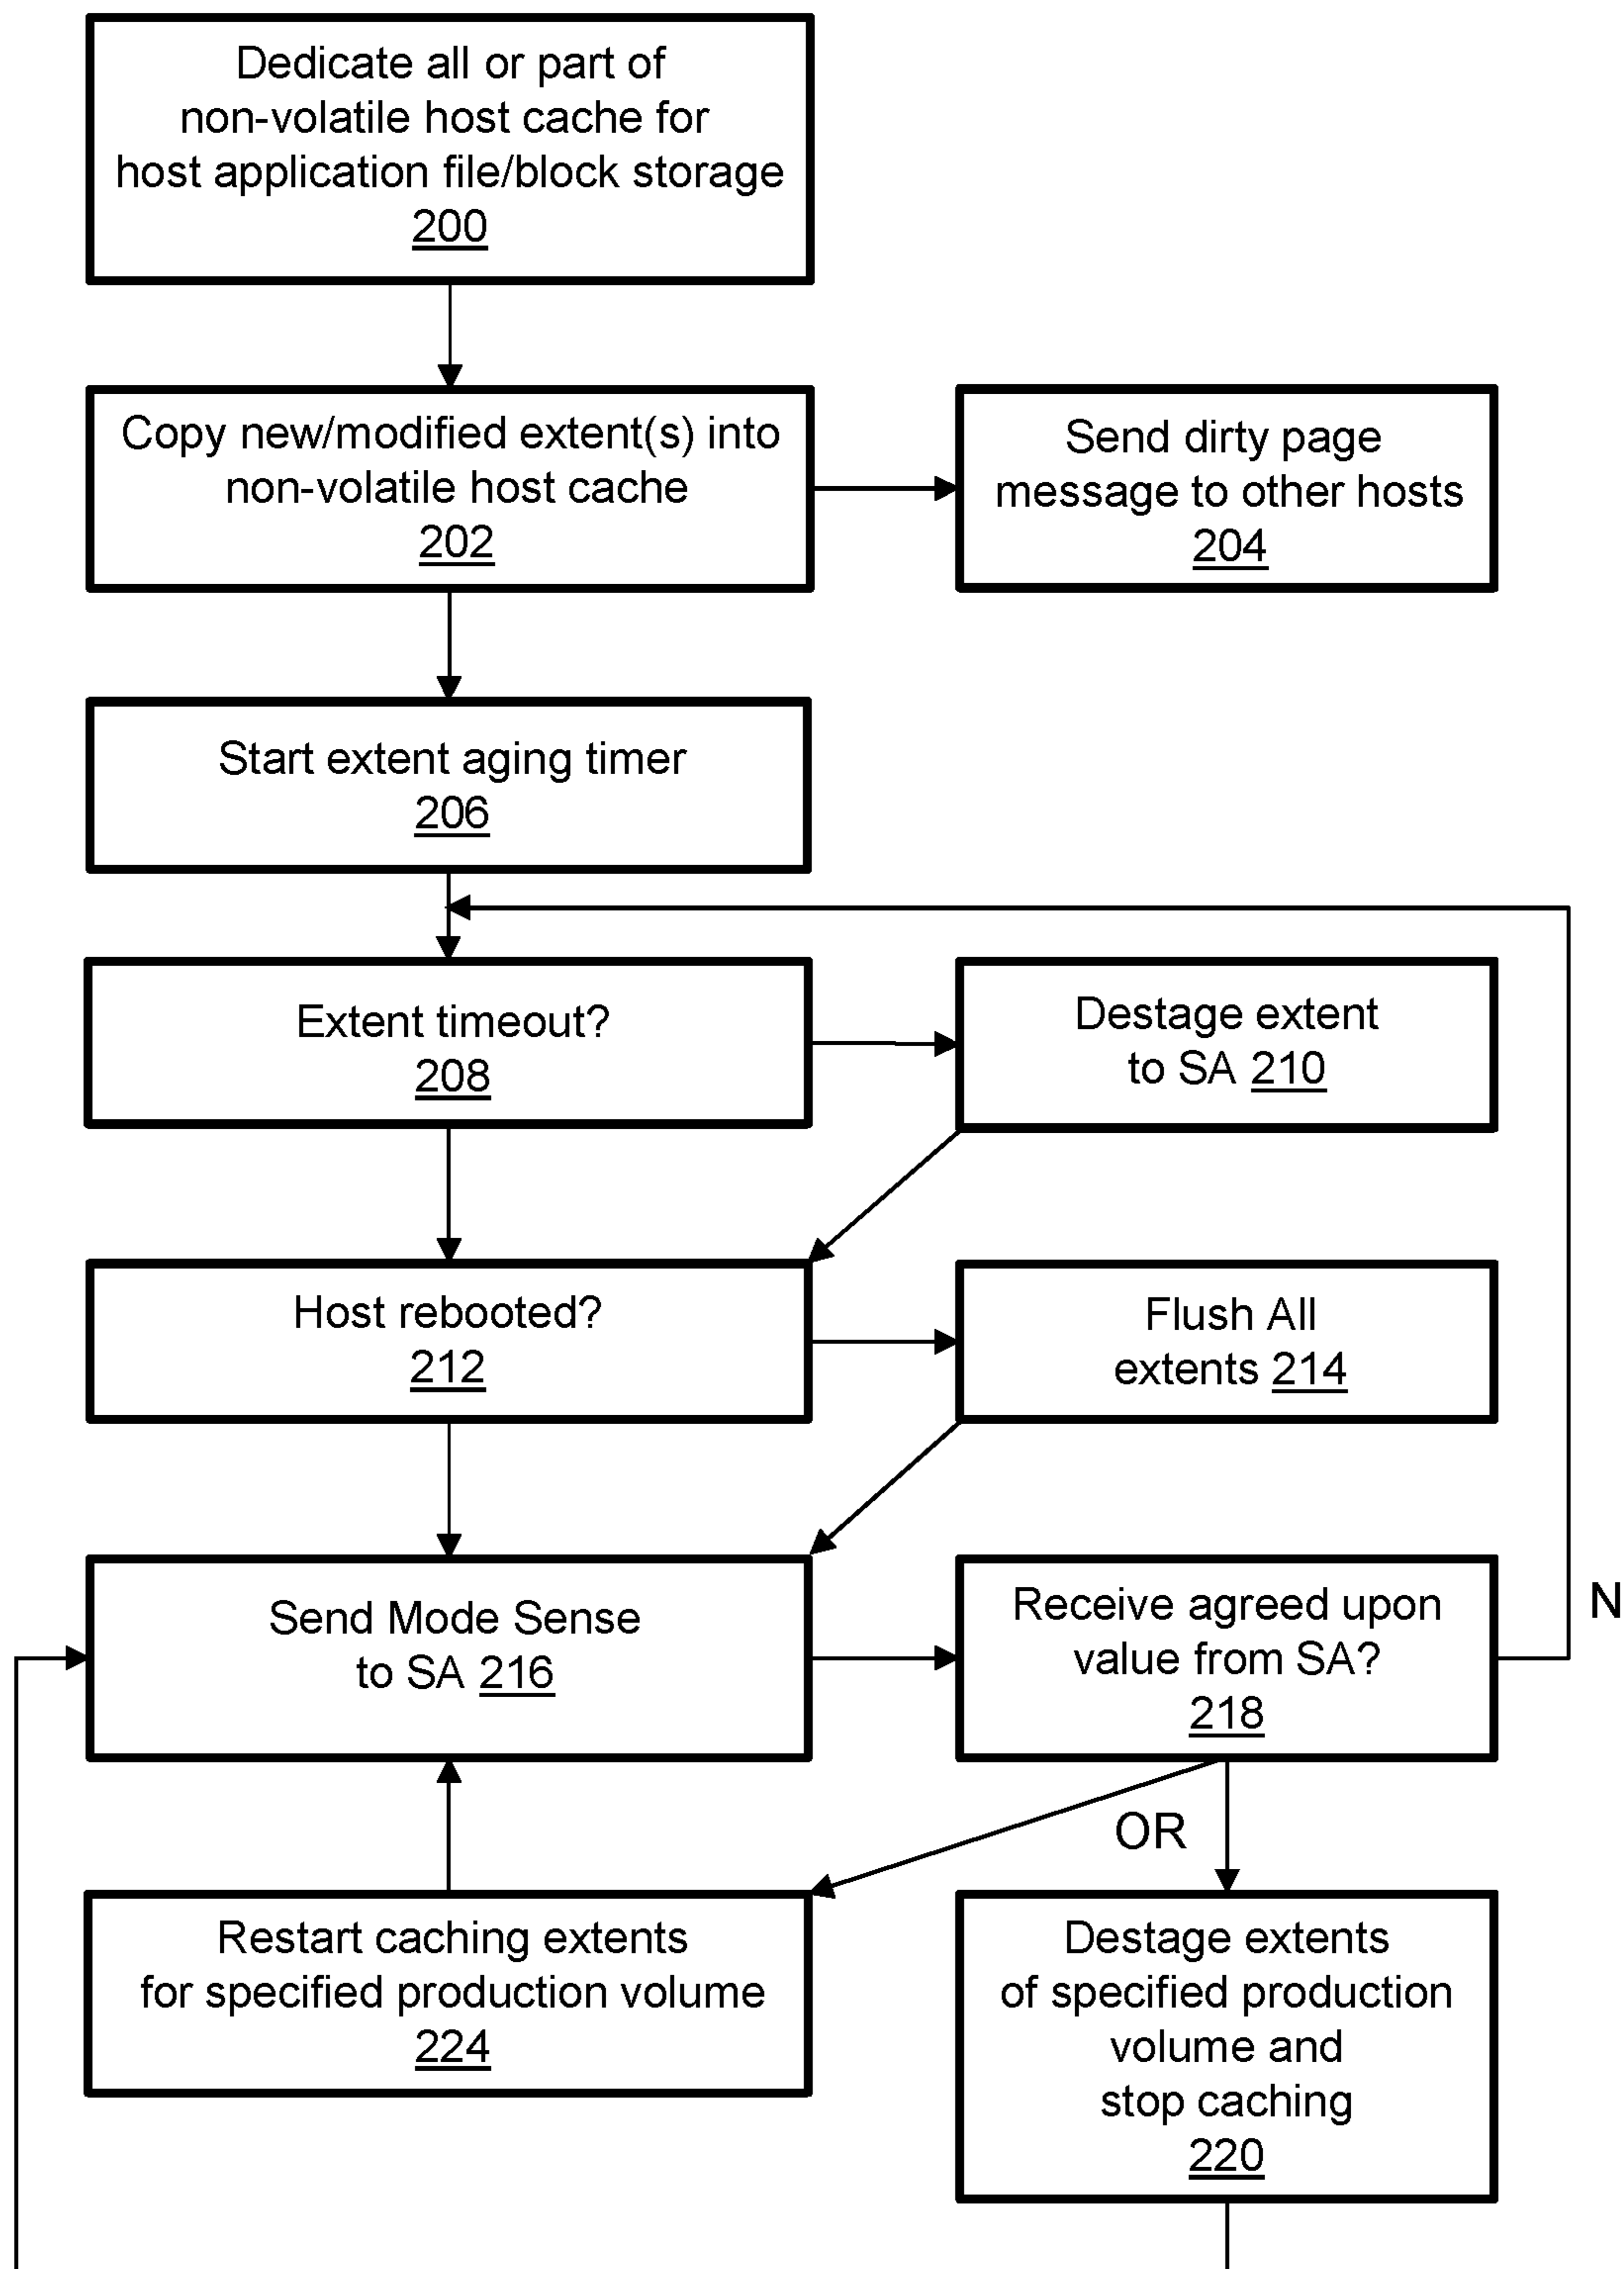 Dedicate all or part of
non-volatile host cache for
host application file/block storage
200
Copy new/modified extent(s) into
non-volatile host cache
202
Send dirty page
message to other hosts
204
Start extent aging timer
206
Extent timeout?
208
Destage extent
to SA 210
Host rebooted?
212
Flush All
extents 214
Send Mode Sense
to SA 216
Receive agreed upon
value from SA?
218
N
OR
Restart caching extents
for specified production volume
224
Destage extents
of specified production
volume and
stop caching
220